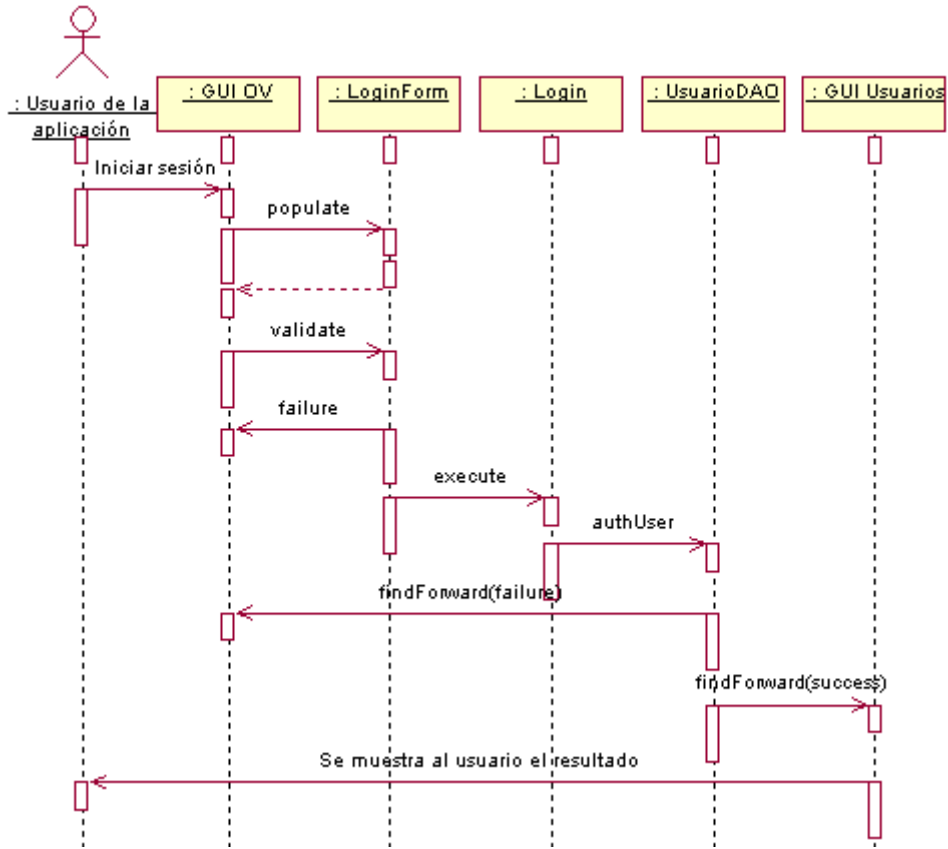 : Usuario de la
aplicación
: GUI OV
: LoginForm
: Login
: UsuarioDAO
: GUI Usuarios
Iniciar sesión
populate
validate
failure
execute
authUser
findForward(failure)
findForward(success)
Se muestra al usuario el resultado